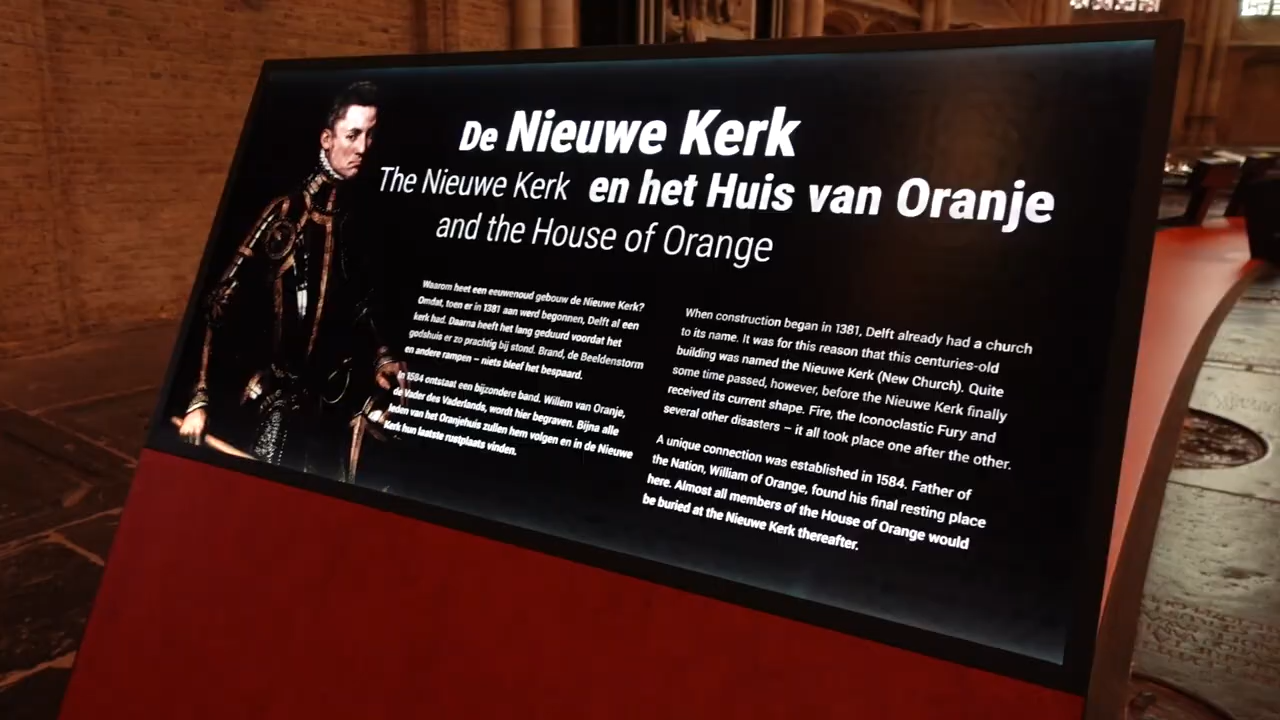 De Nieuwe Kerk
en het Huis van Oranje
The Nieuwe Kerk
and the House of Orange
Waarom heet een eeuwenoud gebouw de Nieuwe Kerk?
Omdat, toen er in 1381 aan werd begonnen, Delft al een
kerk had. Daarna heeft het lang geduurd voordat het
godshuis er zo prachtig bij stond. Brand, de Beeldenstorm
en andere rampen – niets bleef het bespaard.
In 1584 ontstaat een bijzondere band. Willem van Oranje,
de Vader des Vaderlands, wordt hier begraven. Bijna alle
leden van het Oranjehuis zullen hem volgen en in de Nieuwe
Kerk hun laatste rustplaats vinden.
When construction began in 1381, Delft already had a church
to its name. It was for this reason that this centuries-old
building was named the Nieuwe Kerk (New Church). Quite
some time passed, however, before the Nieuwe Kerk finally
received its current shape. Fire, the Iconoclastic Fury and
several other disasters – it all took place one after the other.
A unique connection was established in 1584. Father of
the Nation, William of Orange, found his final resting place
here. Almost all members of the House of Orange would
be buried at the Nieuwe Kerk thereafter.